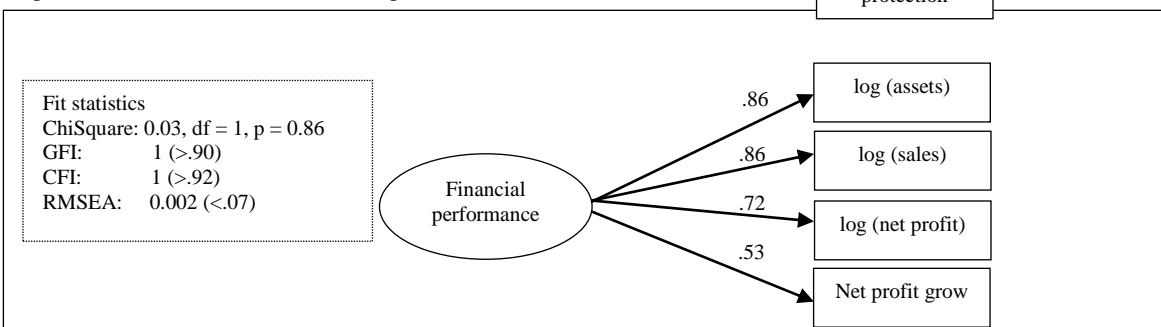 protection
Fit statistics
ChiSquare: 0.03, df = 1, p = 0.86
GFI: 1 (>.90)
CFI: 1 (>.92)
RMSEA: 0.002 (<.07)
Financial
performance
.86
.86
.72
.53
log (assets)
log (sales)
log (net profit)
Net profit grow